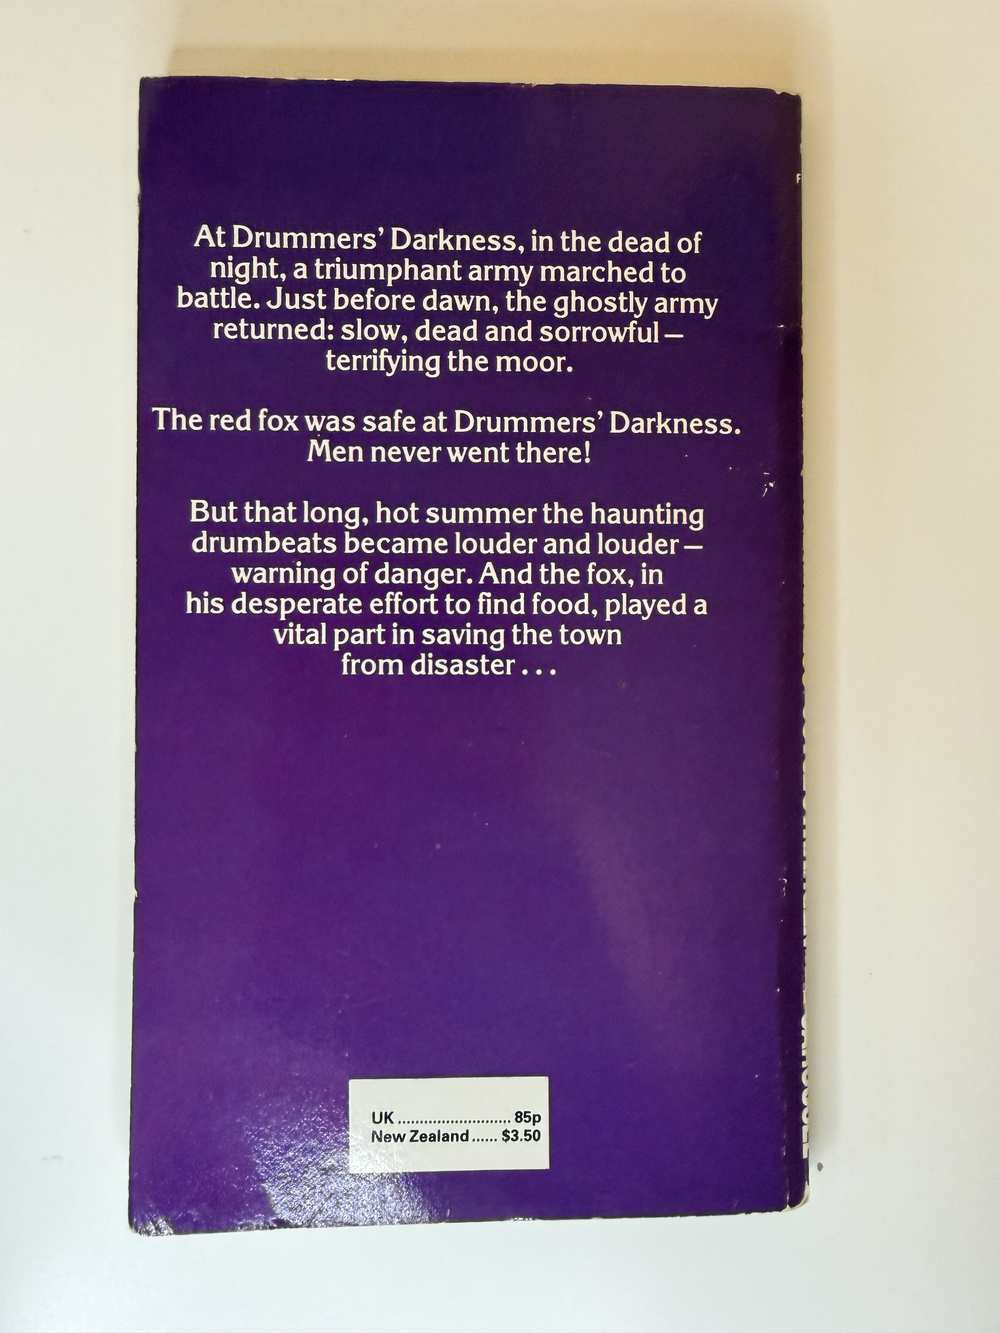 At Drummers' Darkness, in the dead of
night, a triumphant army marched to
battle. Just before dawn, the ghostly army
returned: slow, dead and sorrowful –
terrifying the moor.
The red fox was safe at Drummers' Darkness.
Men never went there!
But that long, hot summer the haunting
drumbeats became louder and louder –
warning of danger. And the fox, in
his desperate effort to find food, played a
vital part in saving the town
from disaster . . .
UK .......................... 85p
New Zealand ...... $3.50